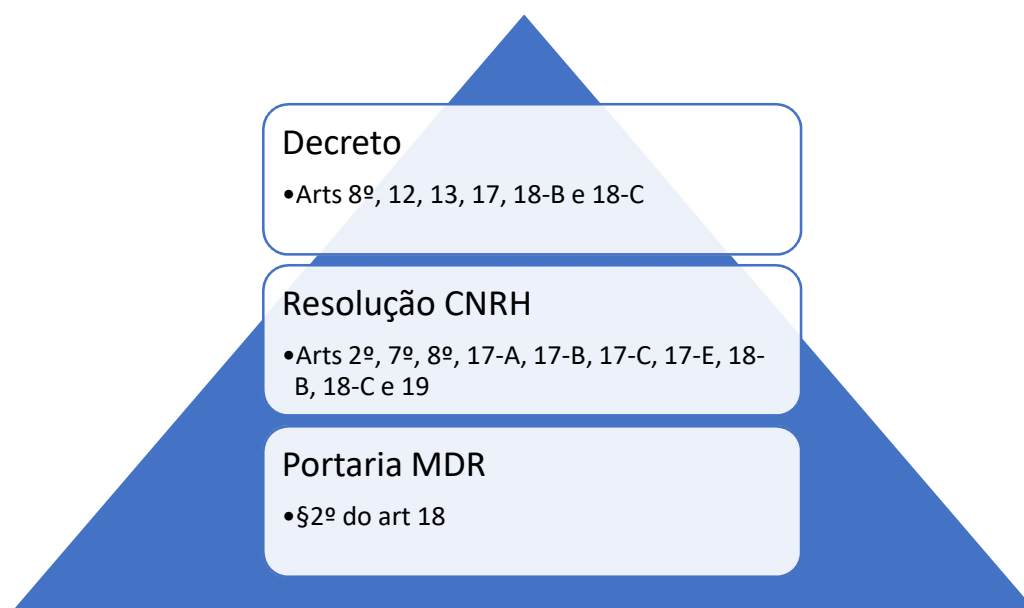 Decreto
•Arts 8º, 12, 13, 17, 18-B e 18-C
Resolução CNRH
•Arts 2º, 7º, 8º, 17-A, 17-B, 17-C, 17-E, 18-
B, 18-C e 19
Portaria MDR
•§2º do art 18